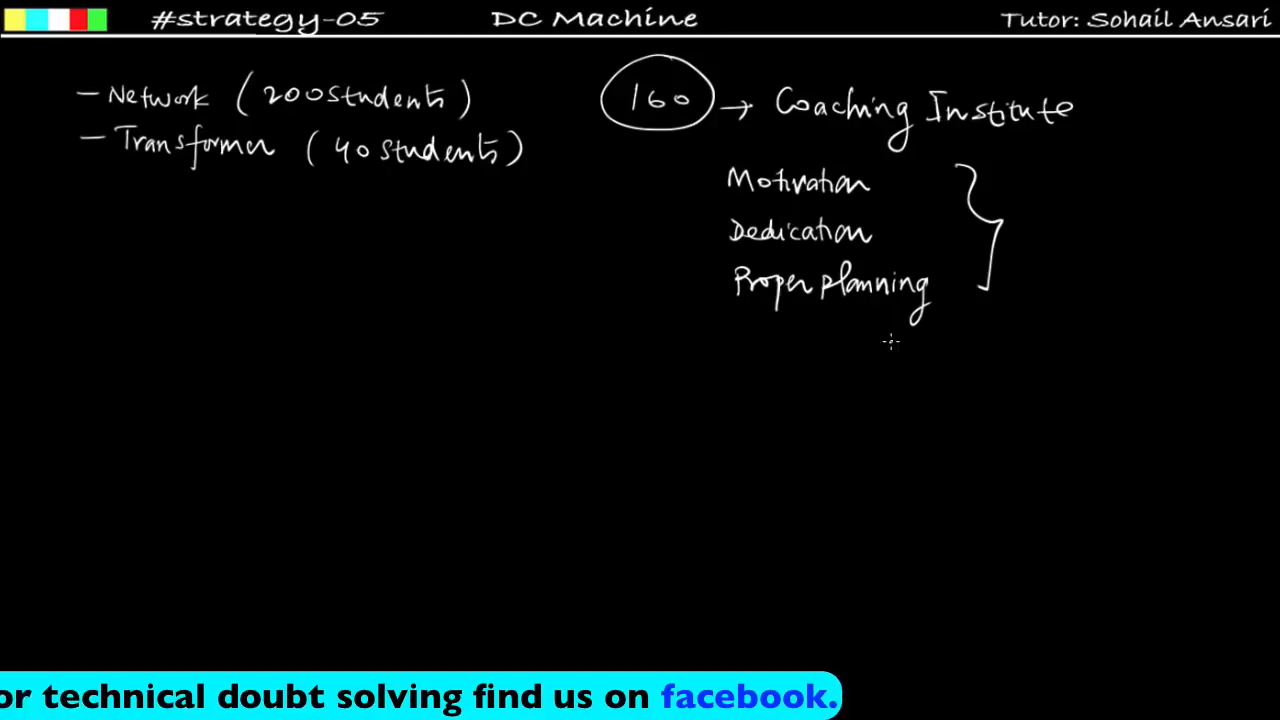 #strategy-05 DC Machine Tutor: Sohail Ansari
- Network (200 students)
- Transformer (40 students)
160 → Coaching Institute
Motivation
Dedication
Proper planning
or technical doubt solving find us on facebook.